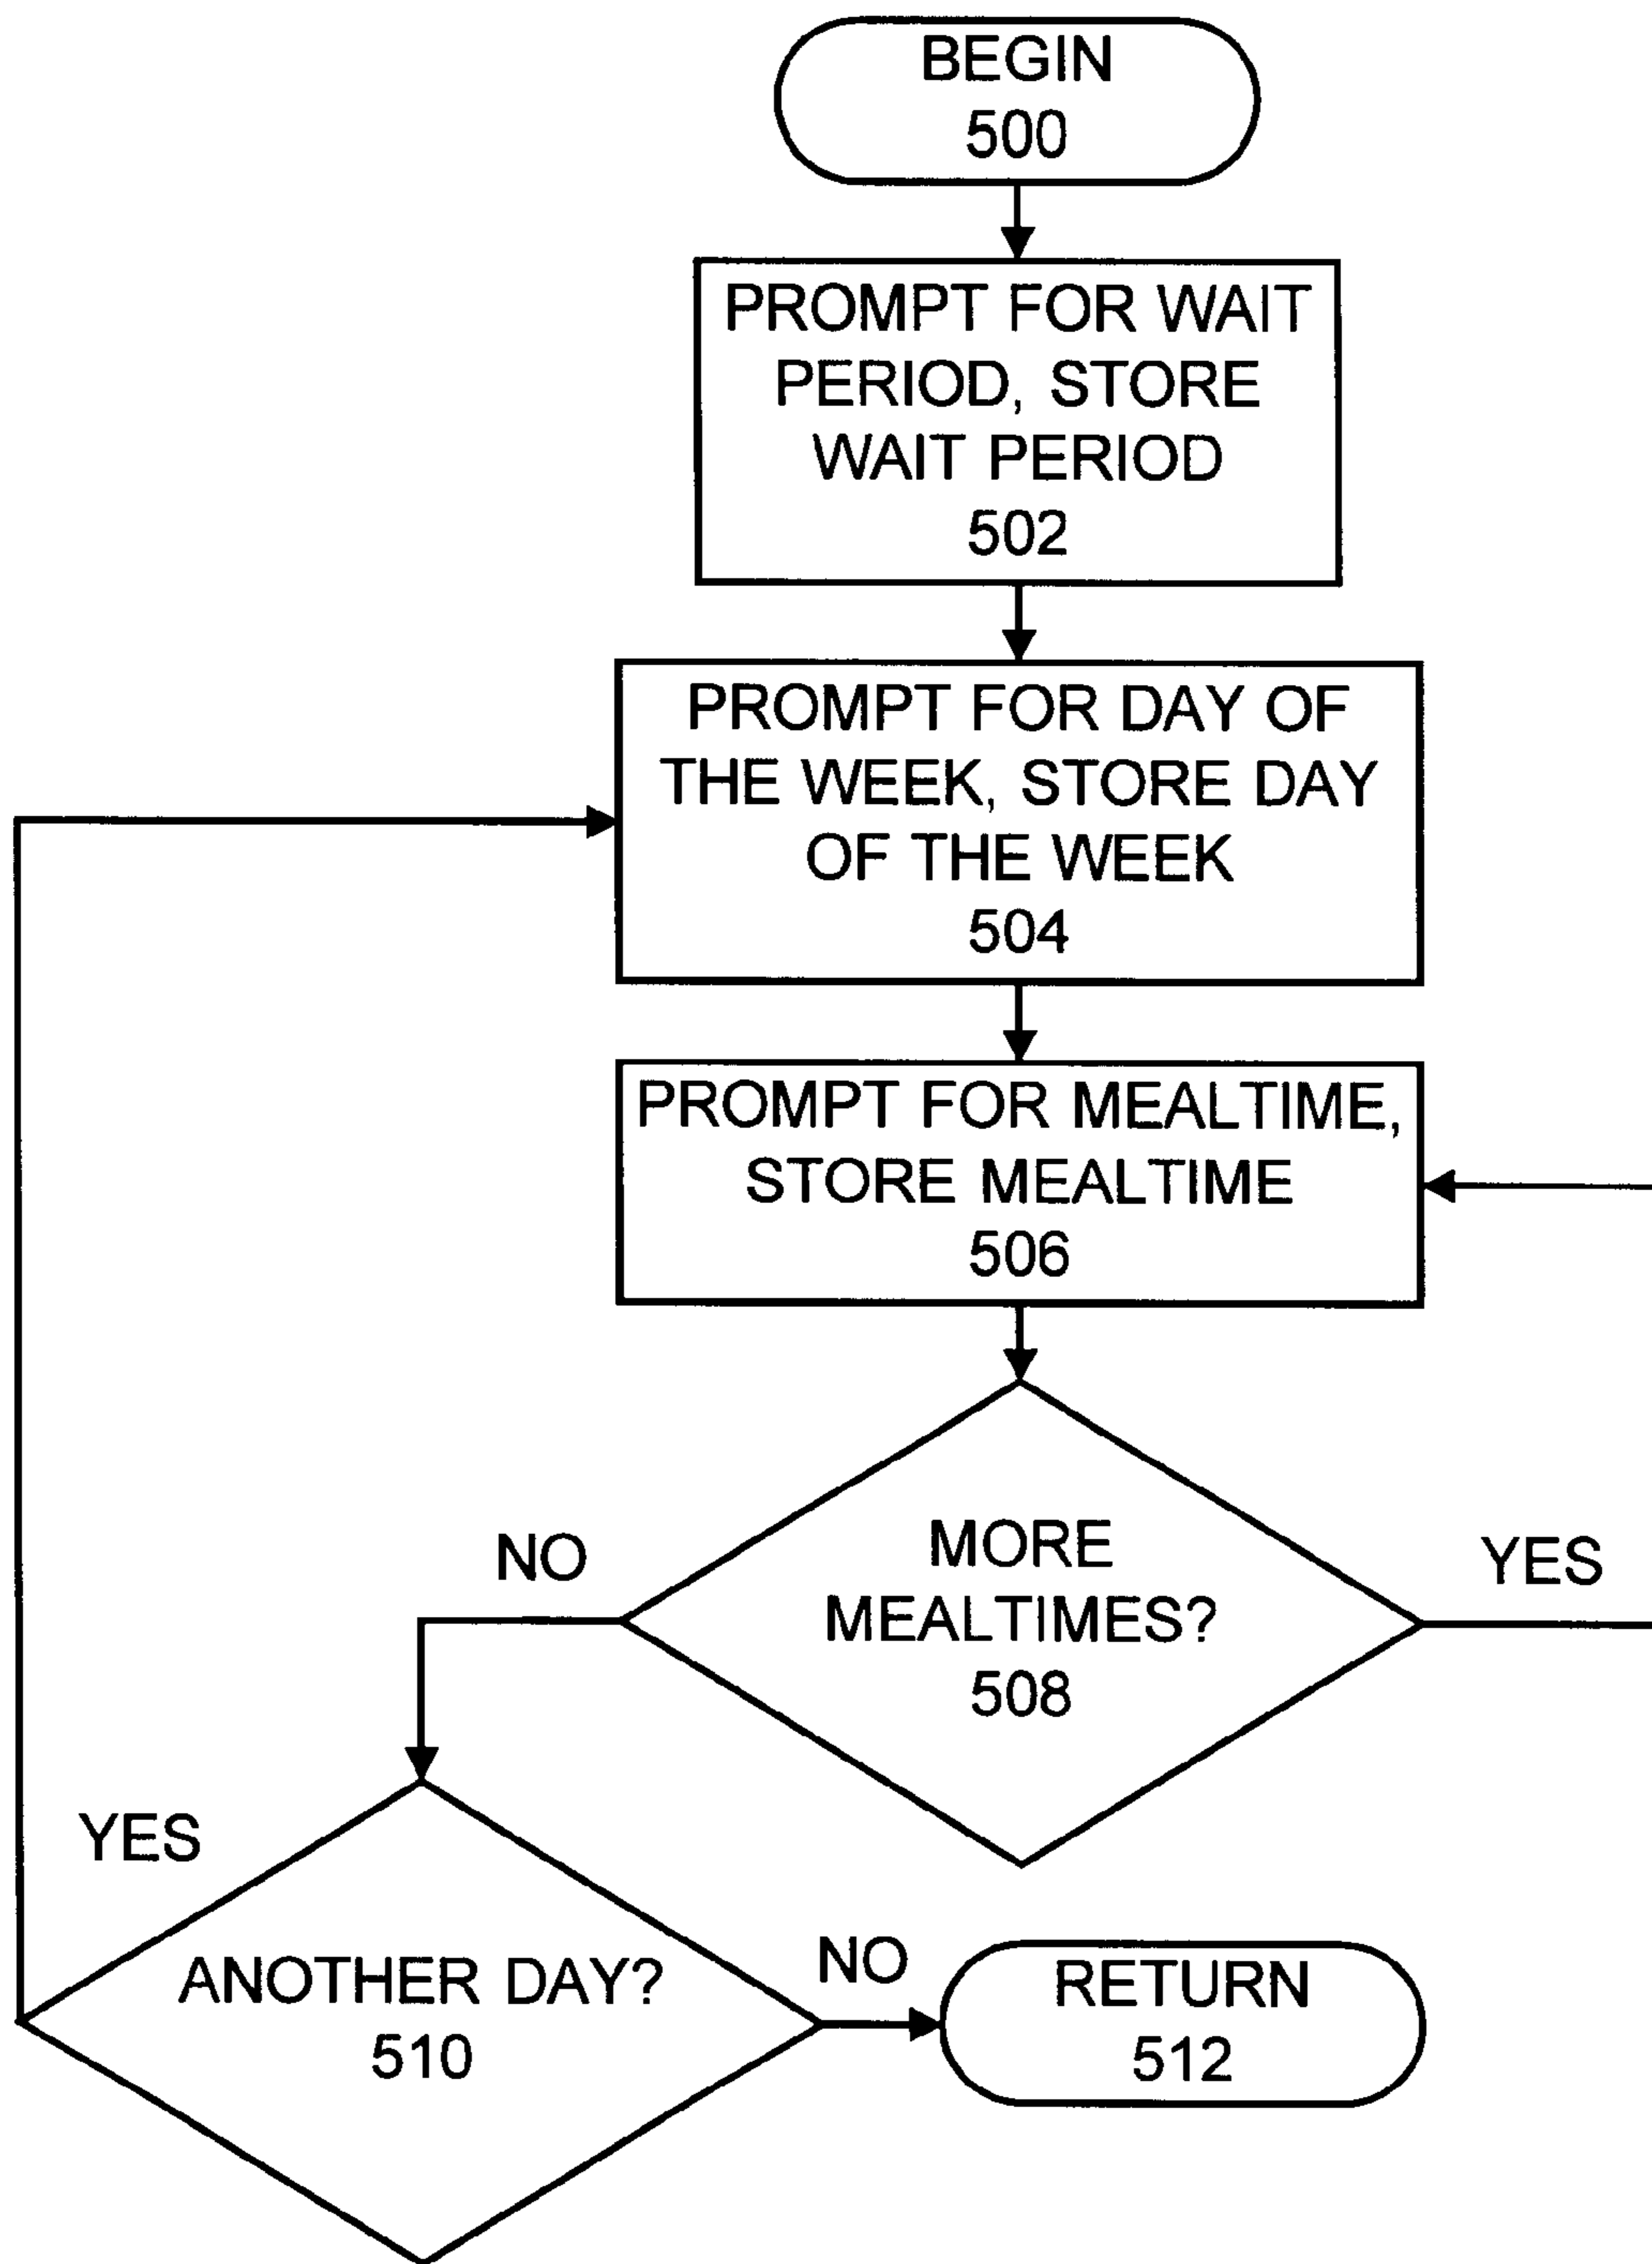 BEGIN
500
PROMPT FOR WAIT
PERIOD, STORE
WAIT PERIOD
502
PROMPT FOR DAY OF
THE WEEK, STORE DAY
OF THE WEEK
504
PROMPT FOR MEALTIME,
STORE MEALTIME
506
MORE
MEALTIMES?
508
NO
YES
YES
ANOTHER DAY?
510
NO
RETURN
512